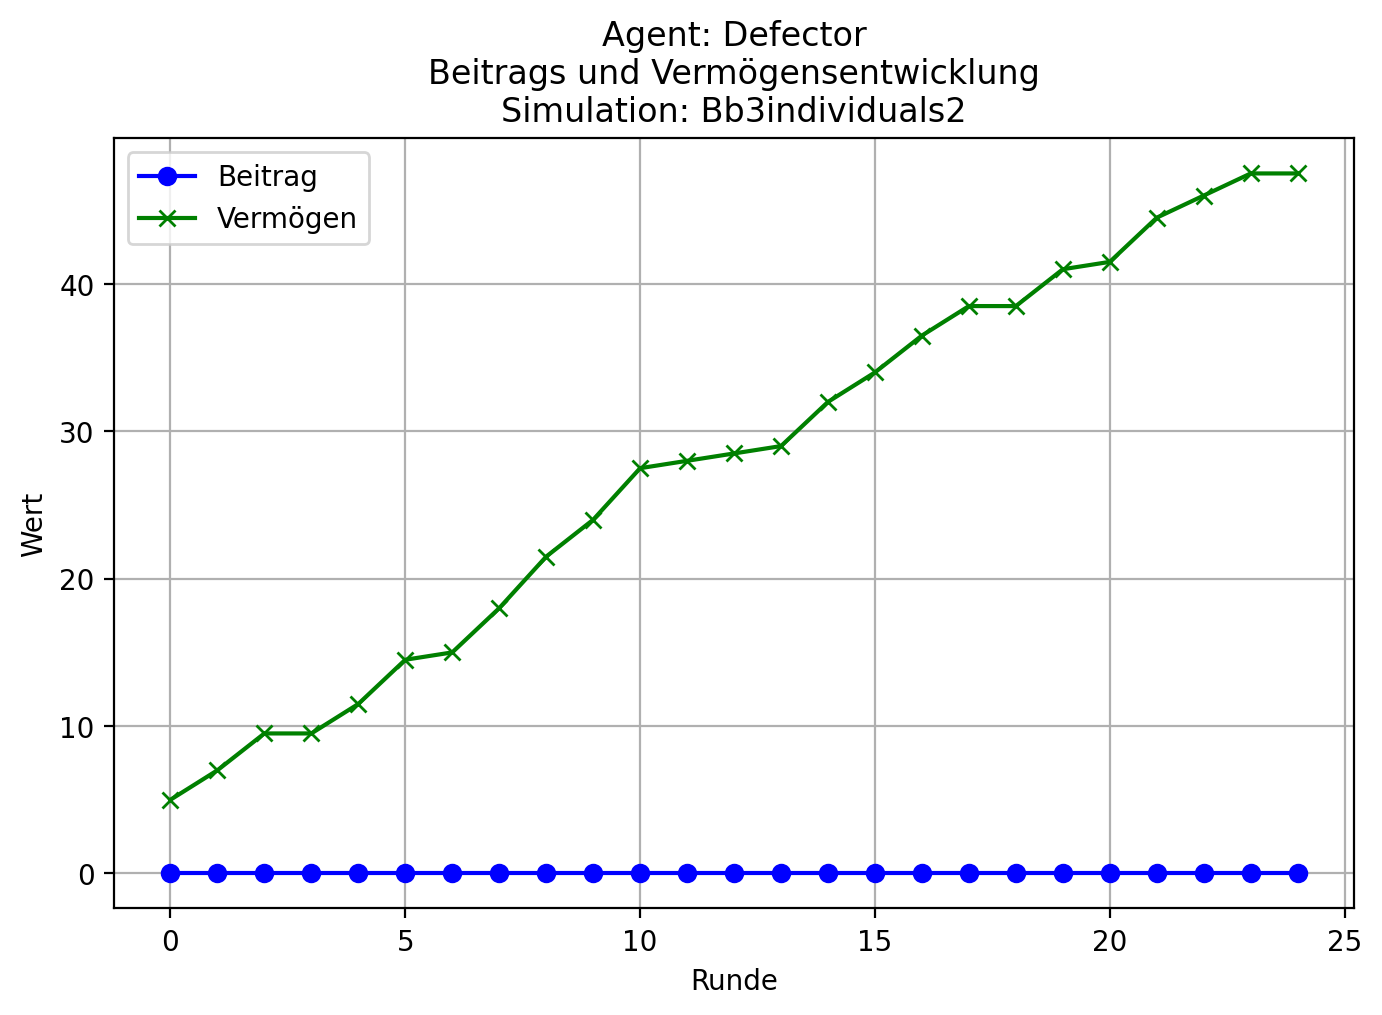 Agent: Defector
Beitrags und Vermögensentwicklung
Simulation: Bb3individuals2
Beitrag
Vermögen
40
30
20
10
0
Wert
0 5 10 15 20 25
Runde